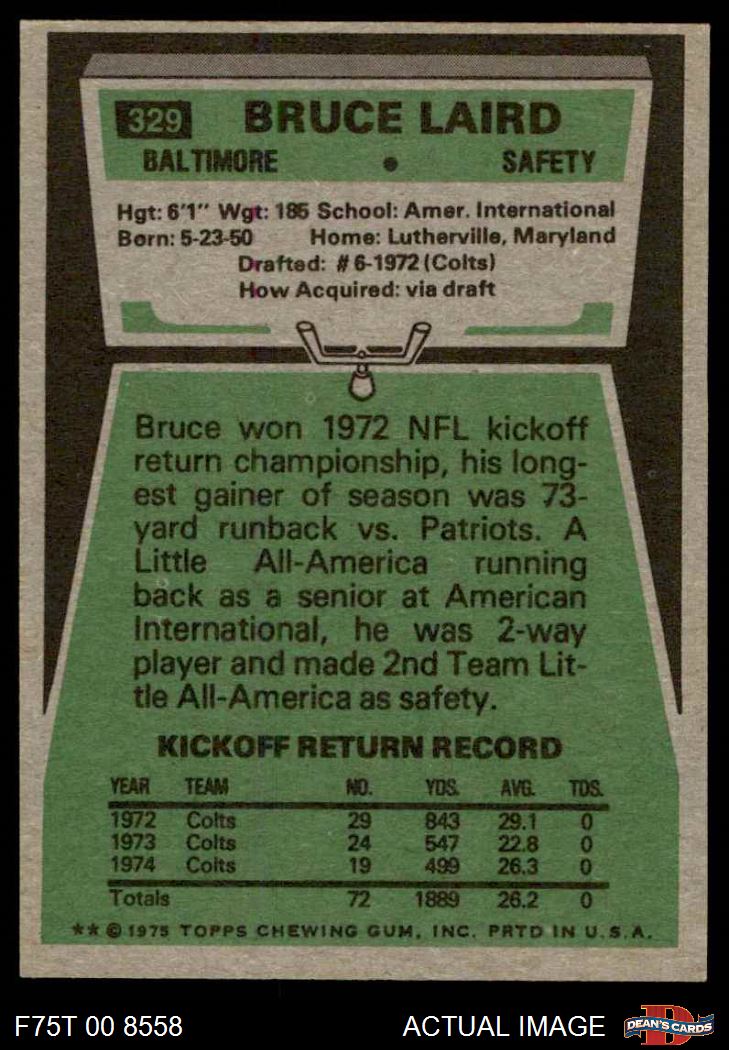 329 BRUCE LAIRD
BALTIMORE • SAFETY
Hgt: 6'1" Wgt: 185 School: Amer. International
Born: 5-23-50 Home: Lutherville, Maryland
Drafted: #6-1972 (Colts)
How Acquired: via draft
Bruce won 1972 NFL kickoff
return championship, his long-
est gainer of season was 73-
yard runback vs. Patriots. A
Little All-America running
back as a senior at American
International, he was 2-way
player and made 2nd Team Lit-
tle All-America as safety.
KICKOFF RETURN RECORD
YEAR TEAM NO. YDS. AVG. TDS.
1972 Colts 29 843 29.1 0
1973 Colts 24 547 22.8 0
1974 Colts 19 499 26.3 0
Totals 72 1889 26.2 0
** © 1975 TOPPS CHEWING GUM, INC. PRTD IN U.S.A.
F75T 00 8558 ACTUAL IMAGE D DEAN'S CARDS